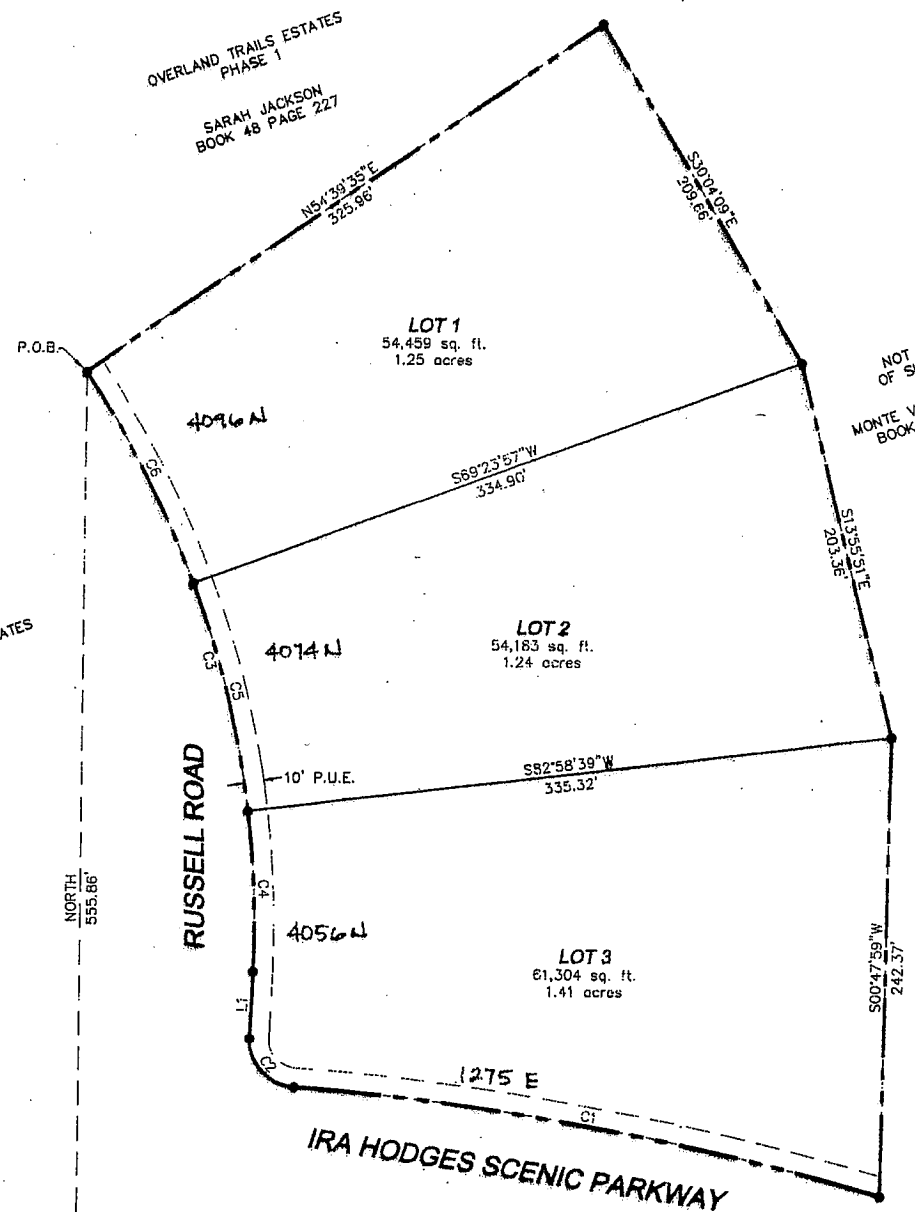 OVERLAND TRAILS ESTATES
PHASE 1
SARAH JACKSON
BOOK 48 PAGE 227
N54°39'35"E
325.96'
S30°04'09"E
209.66'
P.O.B.
LOT 1
54,459 sq. ft.
1.25 acres
4096 N
C6
NOT
OF
MONTE
BOOK
S69°23'57"W
334.90'
S13°55'51"E
203.36'
ATES
LOT 2
54,183 sq. ft.
1.24 acres
4074 N
C3
C5
10' P.U.E.
S82°58'39"W
335.32'
RUSSELL ROAD
NORTH
555.86'
C4
4056 N
LOT 3
61,304 sq. ft.
1.41 acres
S00°47'59"W
242.37'
L1
C2
1275 E
C1
IRA HODGES SCENIC PARKWAY